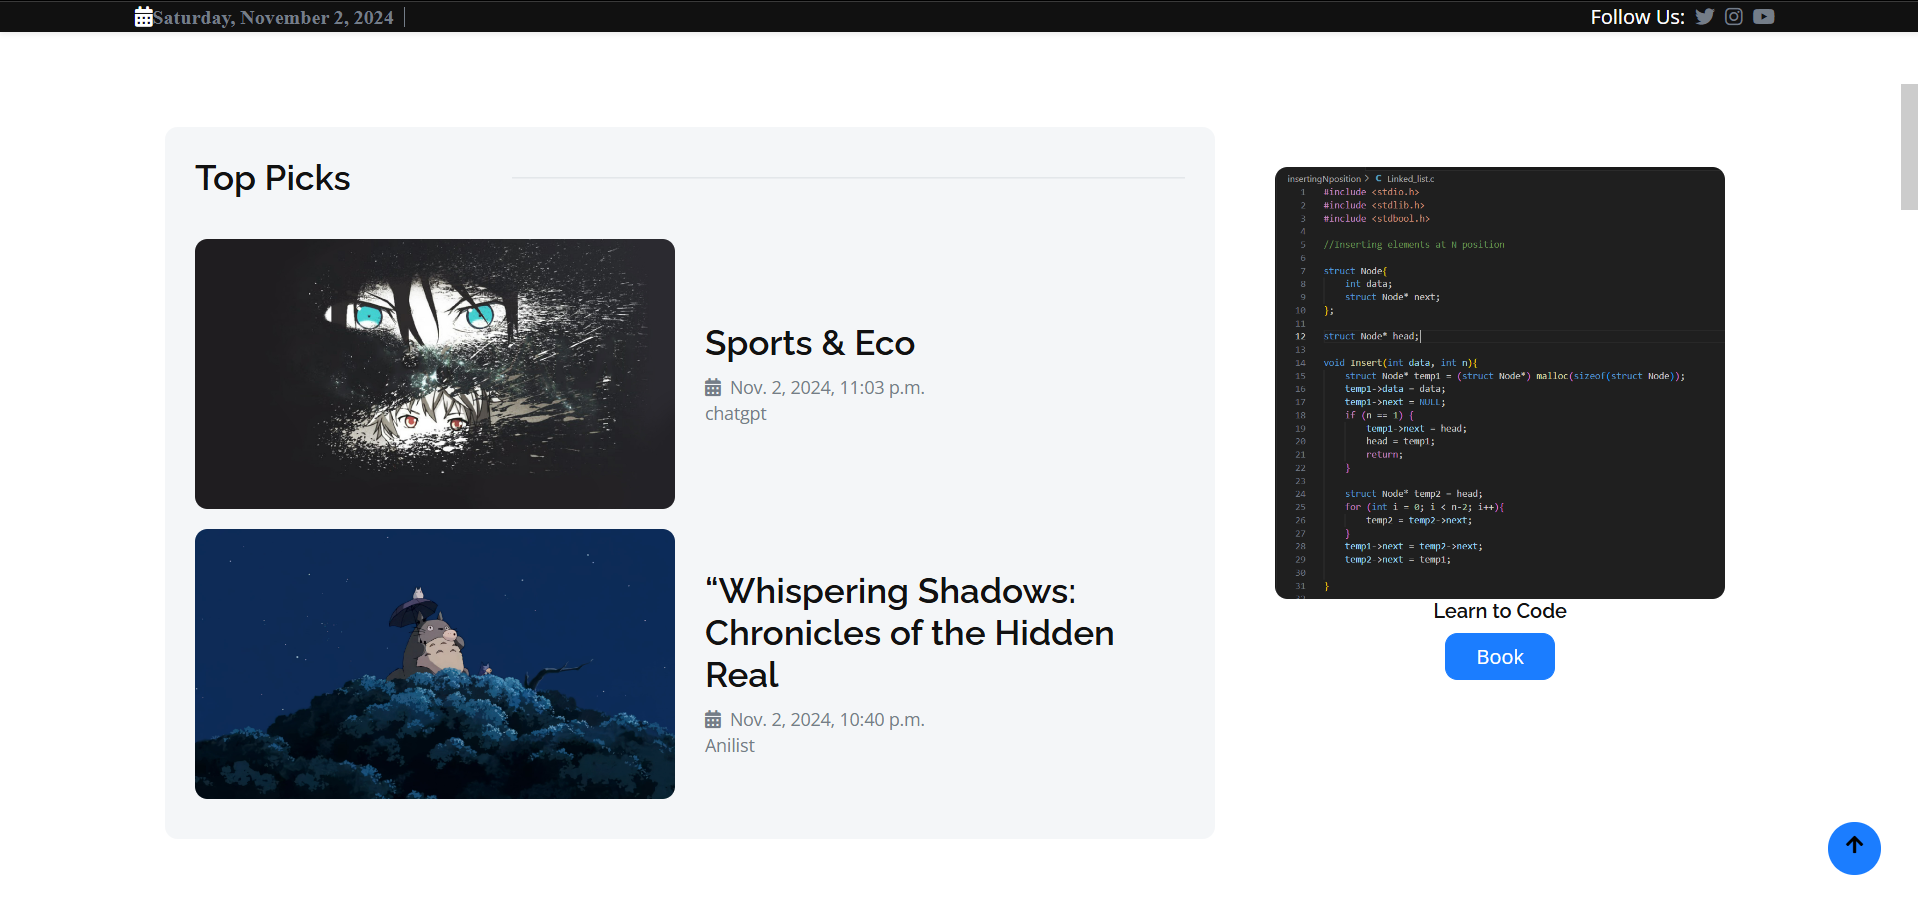 Saturday, November 2, 2024
Follow Us:
Top Picks
Sports & Eco
Nov. 2, 2024, 11:03 p.m.
chatgpt
“Whispering Shadows:
Chronicles of the Hidden
Real
Nov. 2, 2024, 10:40 p.m.
Anilist
insertingNposition > C Linked_list.c
1 #include <stdio.h>
2 #include <stdlib.h>
3 #include <stdbool.h>
4
5 //Inserting elements at N position
6
7 struct Node{
8 int data;
9 struct Node* next;
10 };
11
12 struct Node* head;
13
14 void Insert(int data, int n){
15 struct Node* temp1 = (struct Node*) malloc(sizeof(struct Node));
16 temp1->data = data;
17 temp1->next = NULL;
18 if (n == 1) {
19 temp1->next = head;
20 head = temp1;
21 return;
22 }
23
24 struct Node* temp2 = head;
25 for (int i = 0; i < n-2; i++){
26 temp2 = temp2->next;
27 }
28 temp1->next = temp2->next;
29 temp2->next = temp1;
30
31 }
Learn to Code
Book